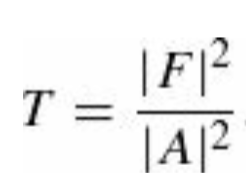 T = |F|² / |A|²